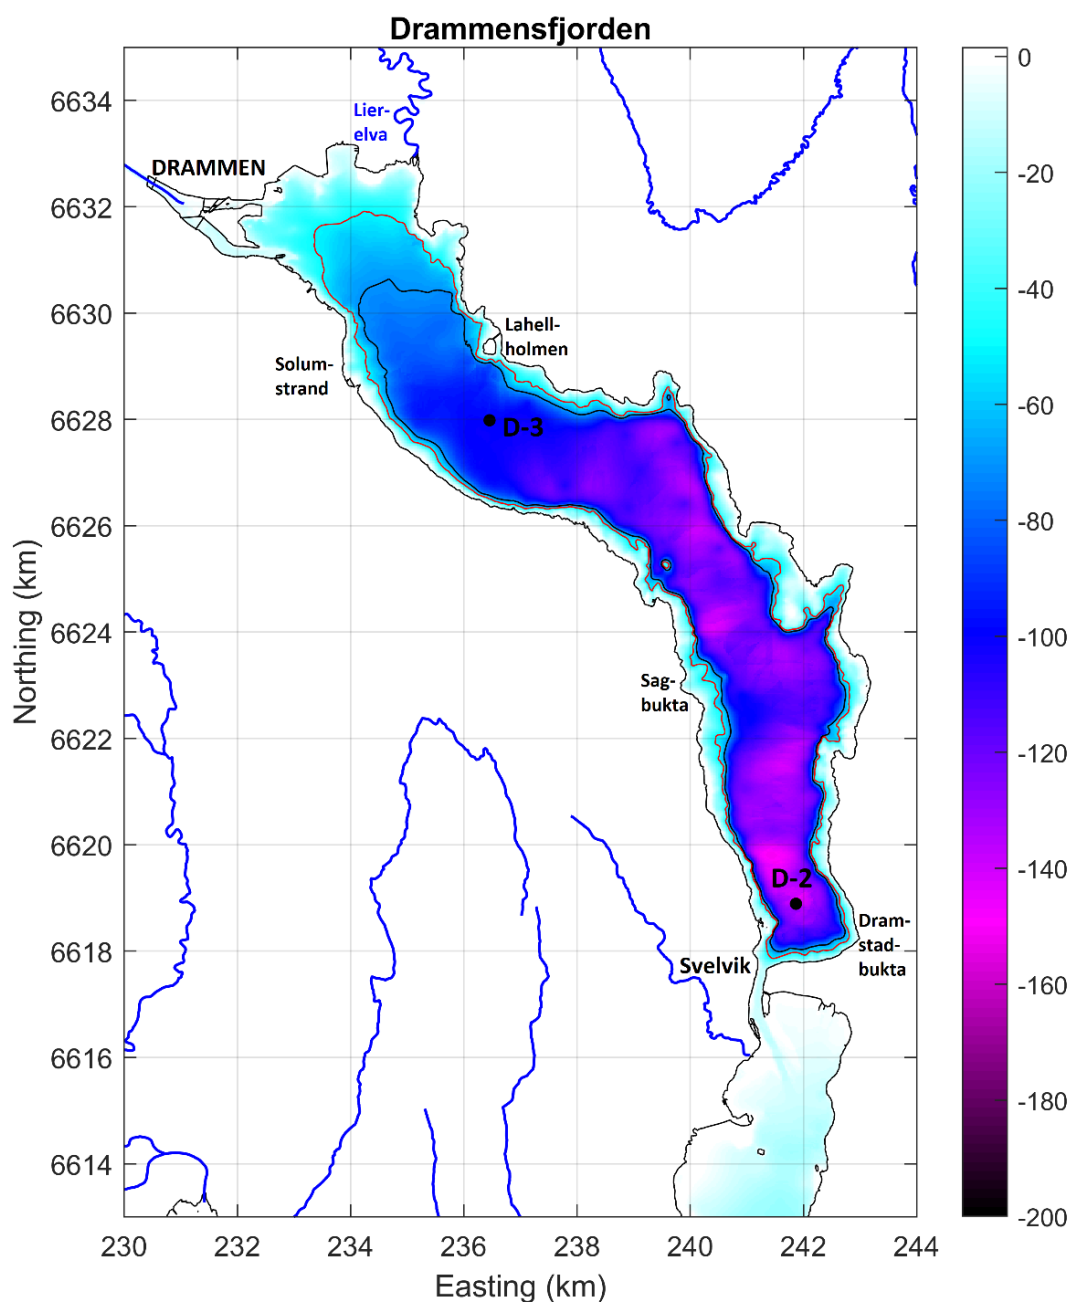 Drammensfjorden
Northing (km)
6634
6632
6630
6628
6626
6624
6622
6620
6618
6616
6614
Lier-
elva
DRAMMEN
Lahell-
holmen
Solum-
strand
D-3
Sag-
bukta
D-2
Dram-
stad-
bukta
Svelvik
230
232
234
236
238
240
242
244
Easting (km)
0
-20
-40
-60
-80
-100
-120
-140
-160
-180
-200